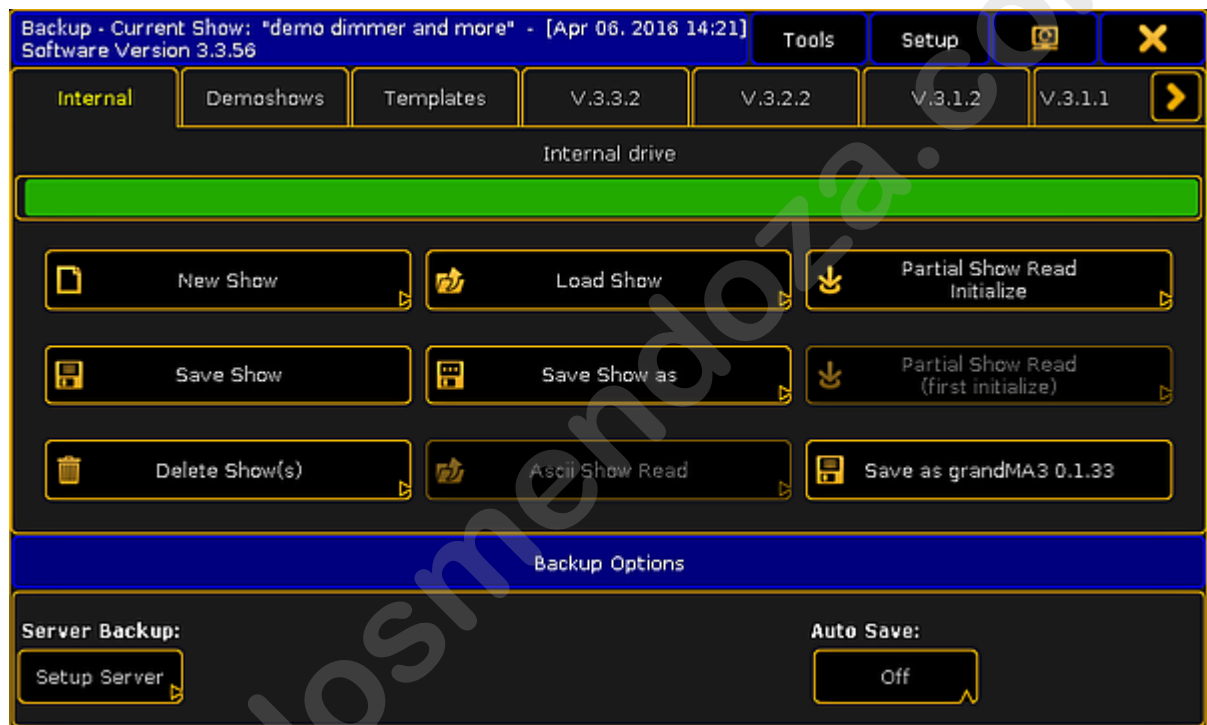 Backup - Current Show: "demo dimmer and more" - [Apr 06. 2016 14:21]
Software Version 3.3.56
Tools
Setup
Internal
Demoshows
Templates
V.3.3.2
V.3.2.2
V.3.1.2
V.3.1.1
Internal drive
New Show
Load Show
Partial Show Read
Initialize
Save Show
Save Show as
Partial Show Read
(first initialize)
Delete Show(s)
Ascii Show Read
Save as grandMA3 0.1.33
Backup Options
Server Backup:
Auto Save:
Setup Server
Off
osmendoza.co